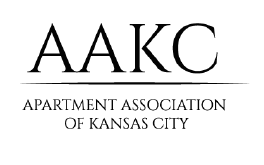 AAKC
APARTMENT ASSOCIATION
OF KANSAS CITY